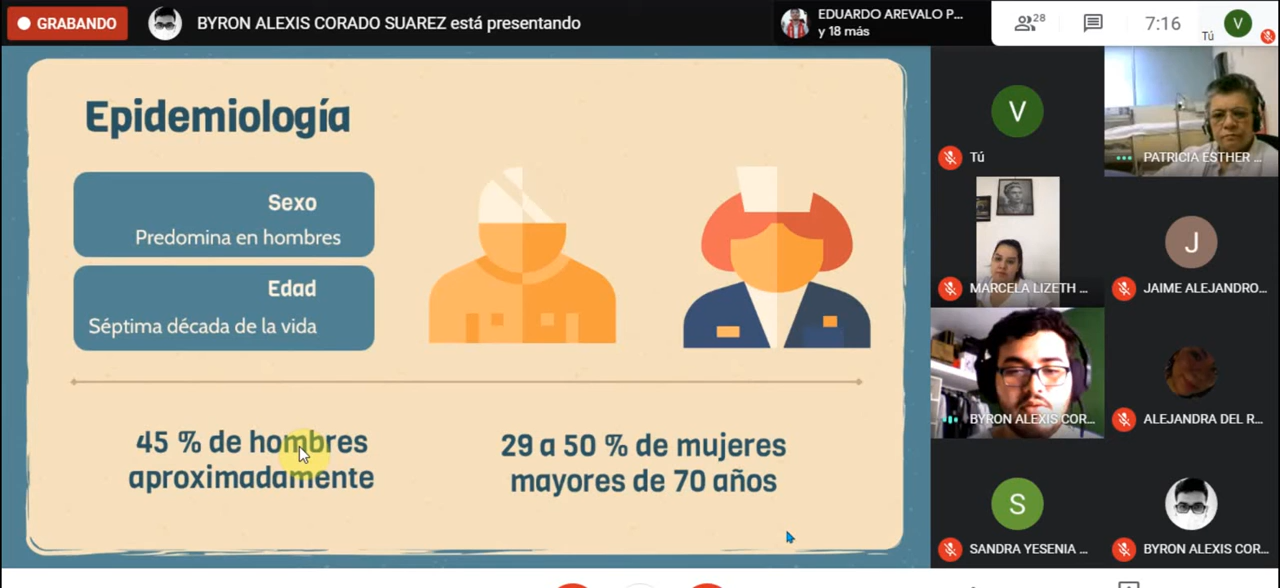 GRABANDO
BYRON ALEXIS CORADO SUAREZ está presentando
EDUARDO AREVALO P...
y 18 más
28
7:16
Tú
V
Epidemiología
Sexo
Predomina en hombres
Edad
Séptima década de la vida
45 % de hombres
aproximadamente
29 a 50 % de mujeres
mayores de 70 años
V
Tú
PATRICIA ESTHER ...
MARCELA LIZETH ...
J
JAIME ALEJANDRO...
BYRON ALEXIS COR...
ALEJANDRA DEL R...
S
SANDRA YESENIA ...
BYRON ALEXIS COR...